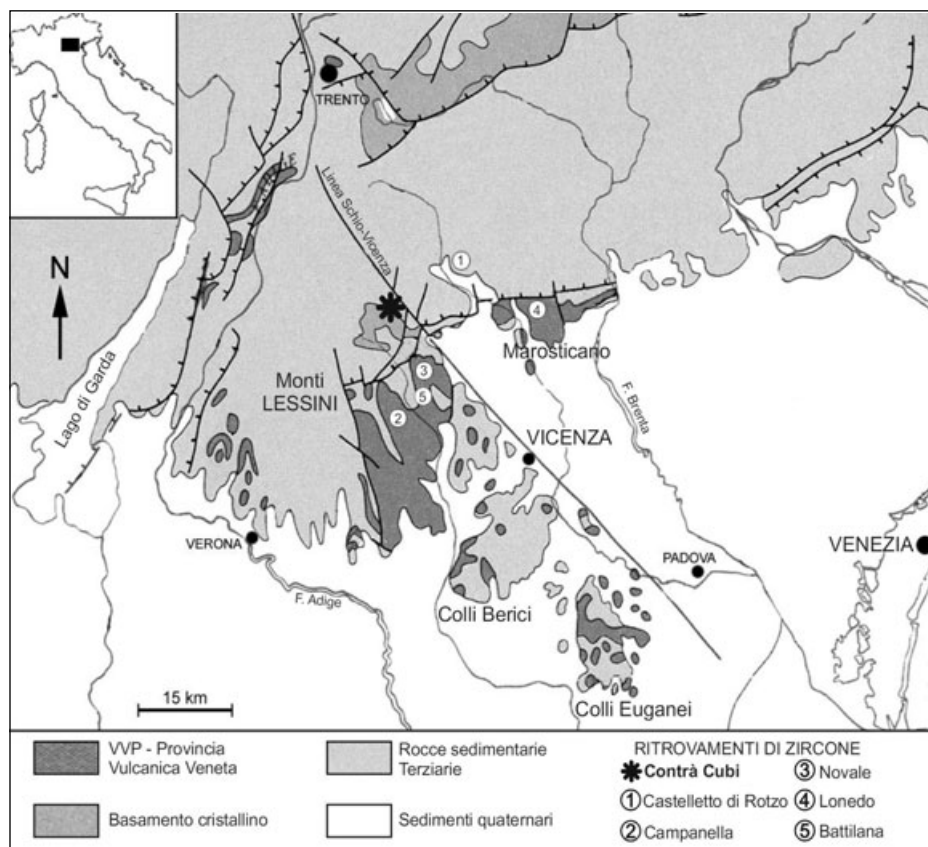 TRENTO
Linea Schio-Vicenza
N
Lago di Garda
1
4
Marosticano
3
5
2
Monti
LESSINI
F. Brenta
VICENZA
VERONA
PADOVA
VENEZIA
F. Adige
Colli Berici
15 km
Colli Euganei
VVP - Provincia
Vulcanica Veneta
Basamento cristallino
Rocce sedimentarie
Terziarie
Sedimenti quaternari
RITROVAMENTI DI ZIRCONE
Contrà Cubi
1 Castelletto di Rotzo
2 Campanella
3 Novale
4 Lonedo
5 Battilana